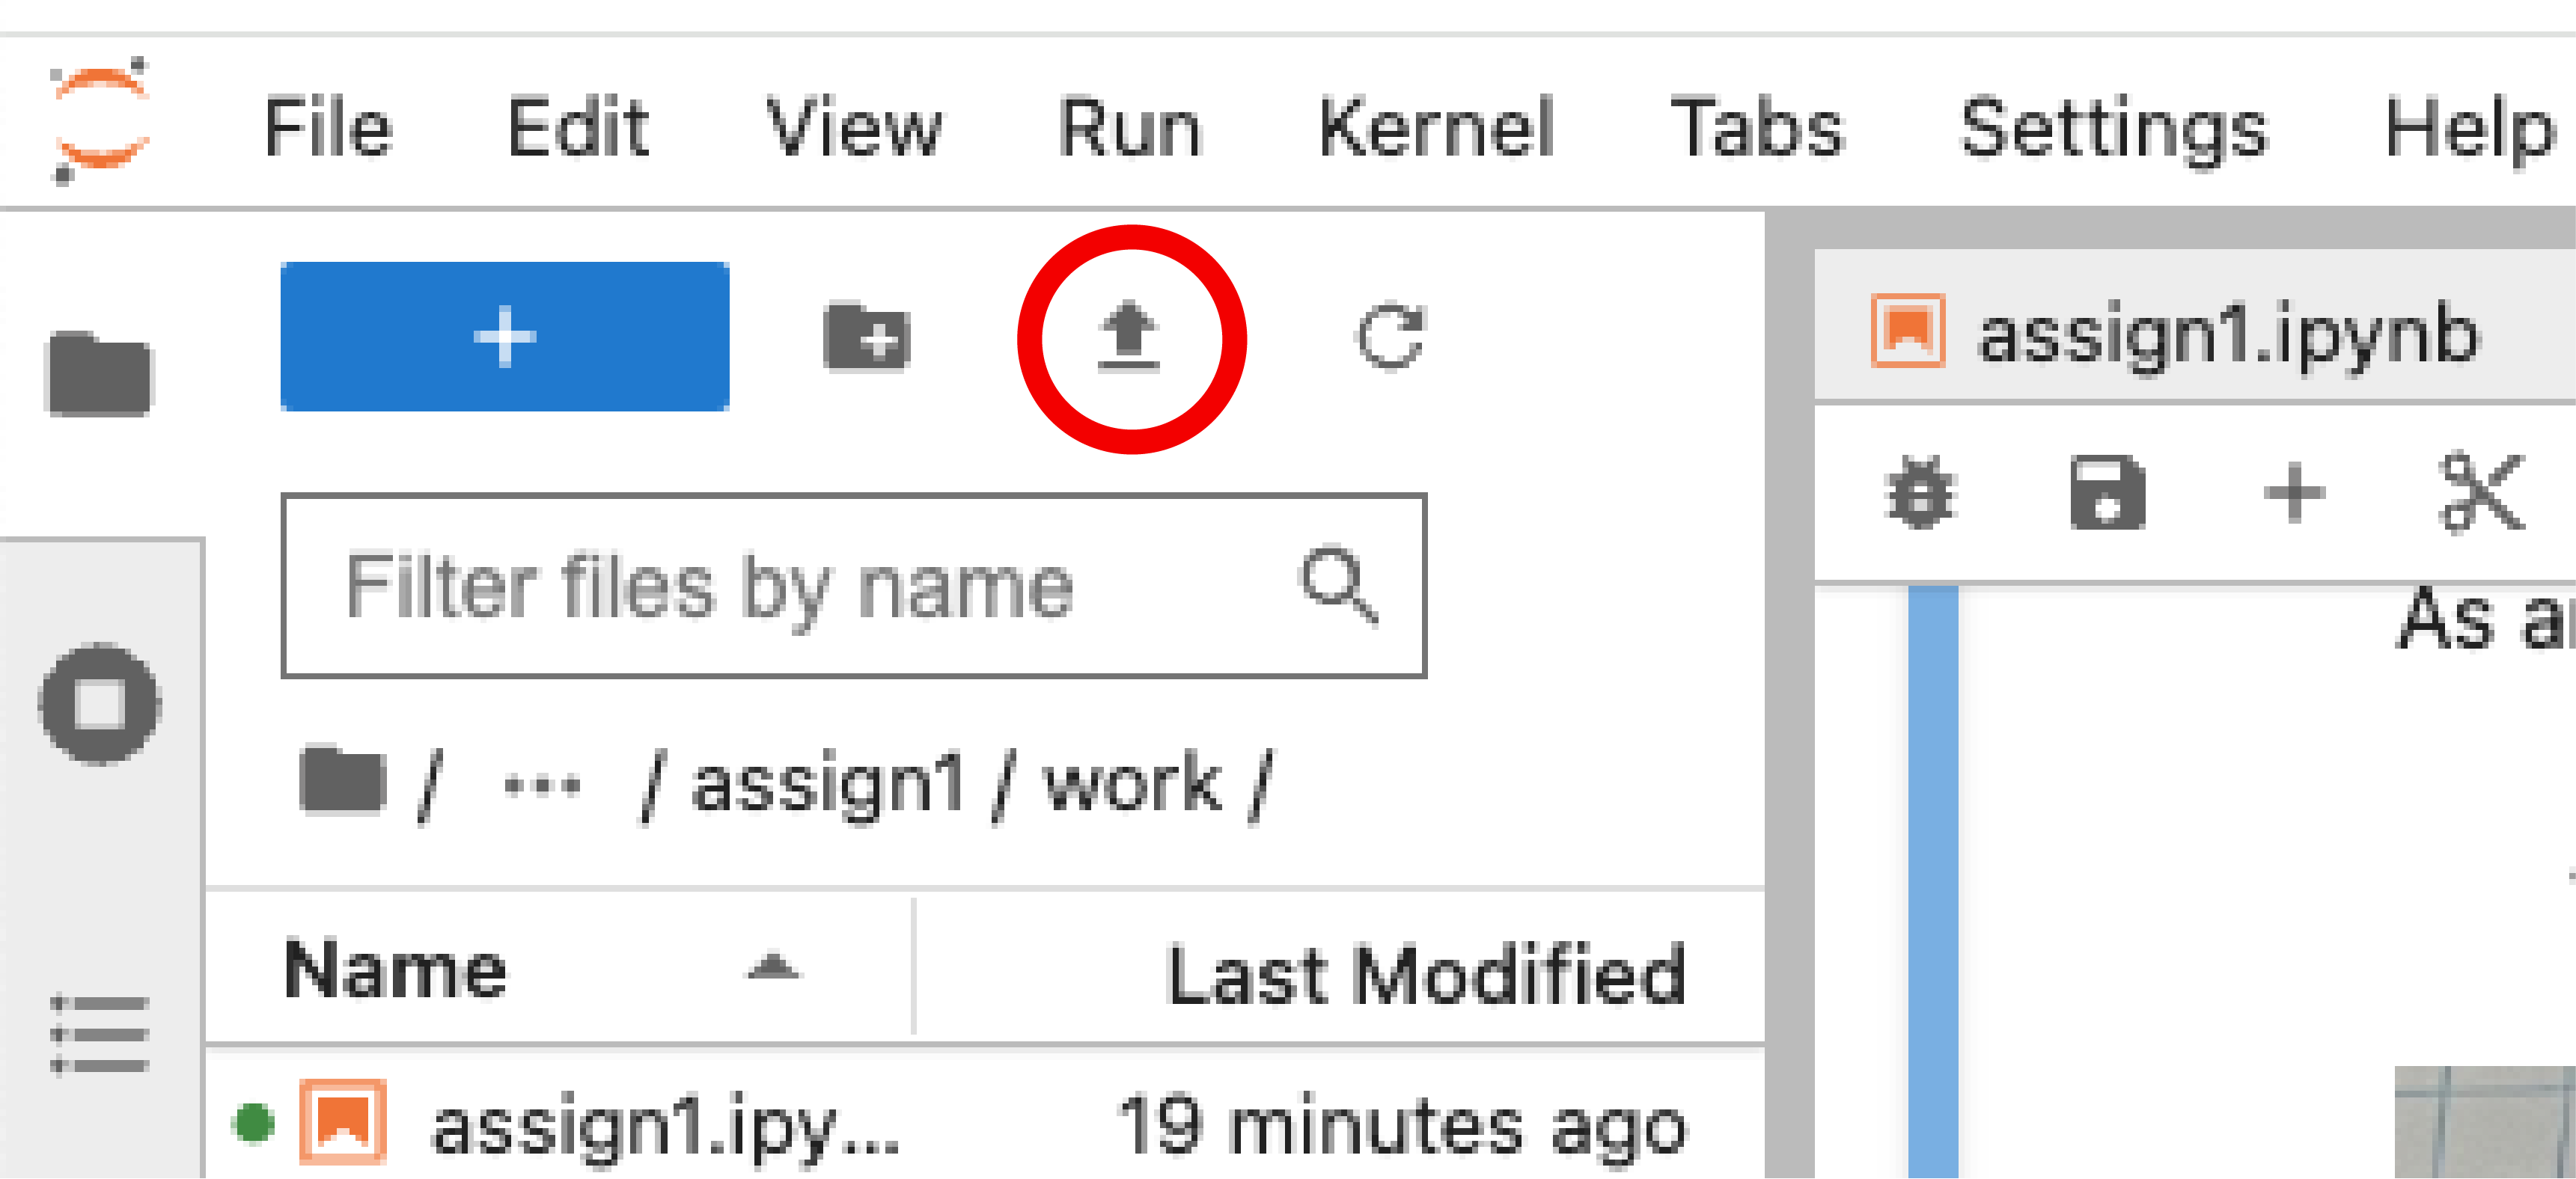 File Edit View Run Kernel Tabs Settings Help
assign1.ipynb
Filter files by name
/ ... / assign1 / work /
As
Name Last Modified
assign1.ipy... 19 minutes ago